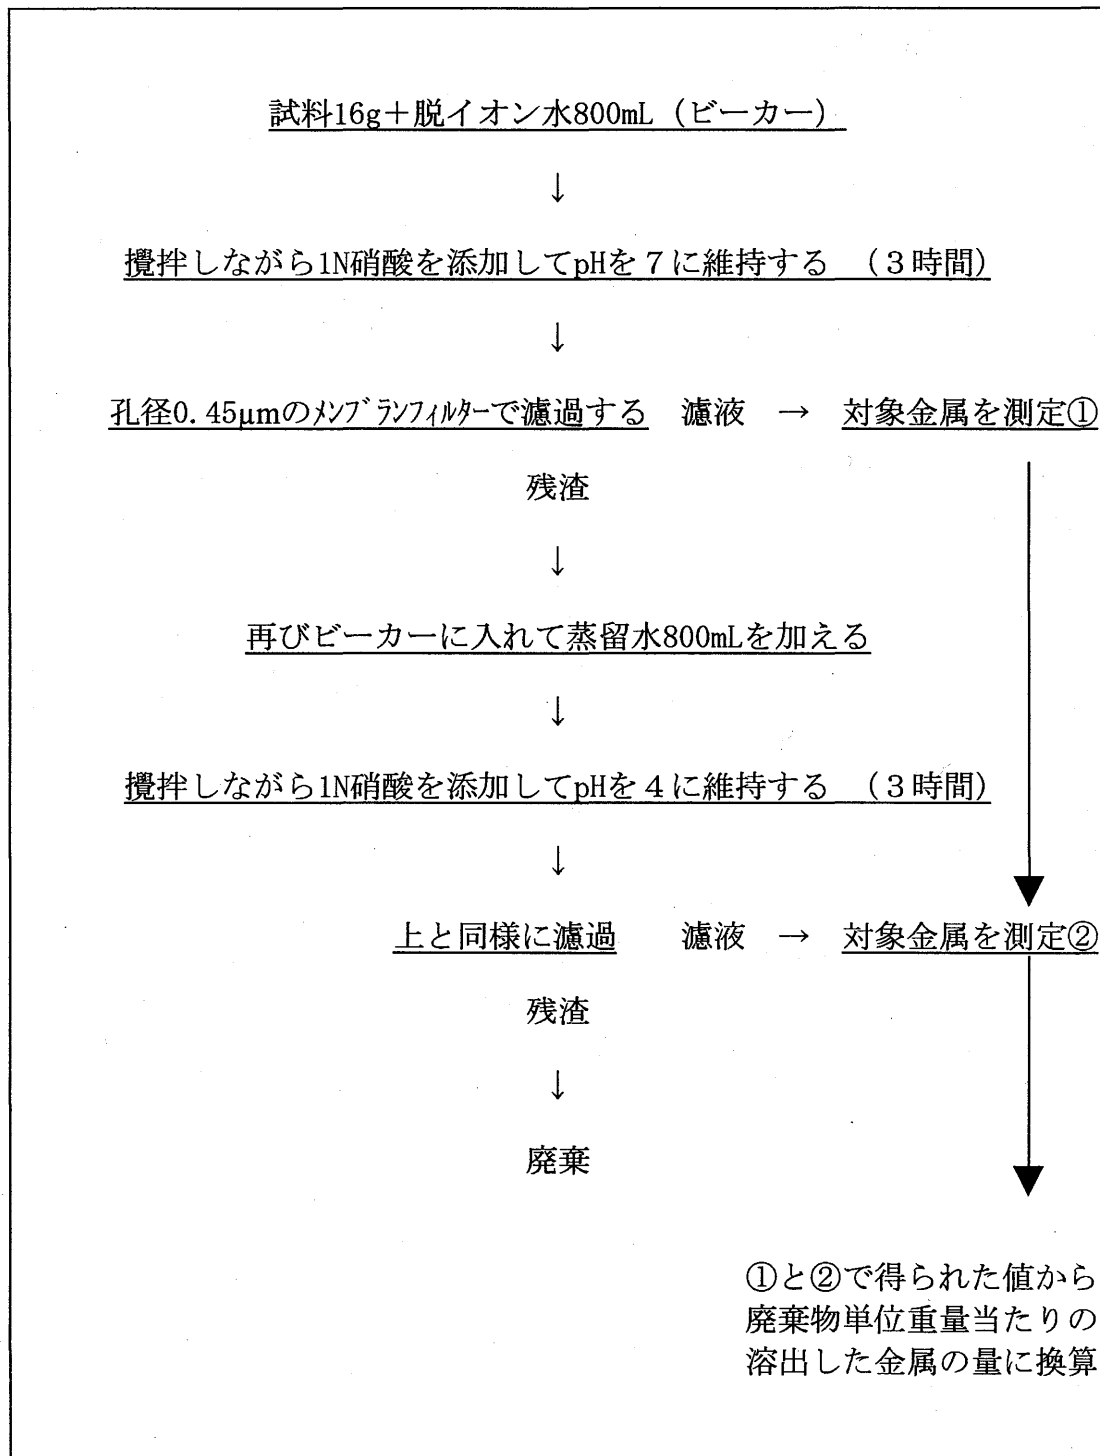 試料16g＋脱イオン水800mL（ビーカー）
↓
攪拌しながら1N硝酸を添加してpHを７に維持する　（３時間）
↓
孔径0.45μmのﾒﾝﾌﾞﾗﾝﾌｨﾙﾀｰで濾過する　濾液　→　対象金属を測定①
残渣
↓
再びビーカーに入れて蒸留水800mLを加える
↓
攪拌しながら1N硝酸を添加してpHを４に維持する　（３時間）
↓
上と同様に濾過　濾液　→　対象金属を測定②
残渣
↓
廃棄
①と②で得られた値から
廃棄物単位重量当たりの
溶出した金属の量に換算